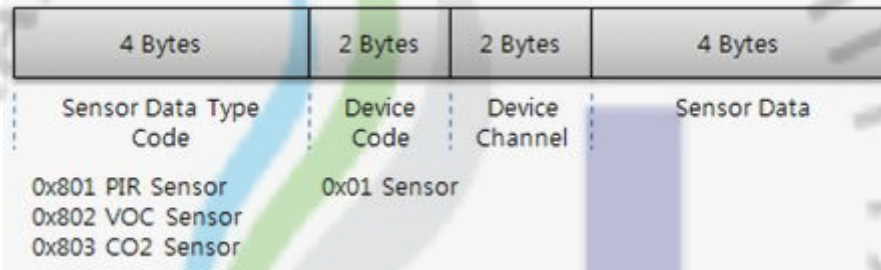 4 Bytes 2 Bytes 2 Bytes 4 Bytes
Sensor Data Type Device Device Sensor Data
Code Code Channel
0x801 PIR Sensor 0x01 Sensor
0x802 VOC Sensor
0x803 CO2 Sensor